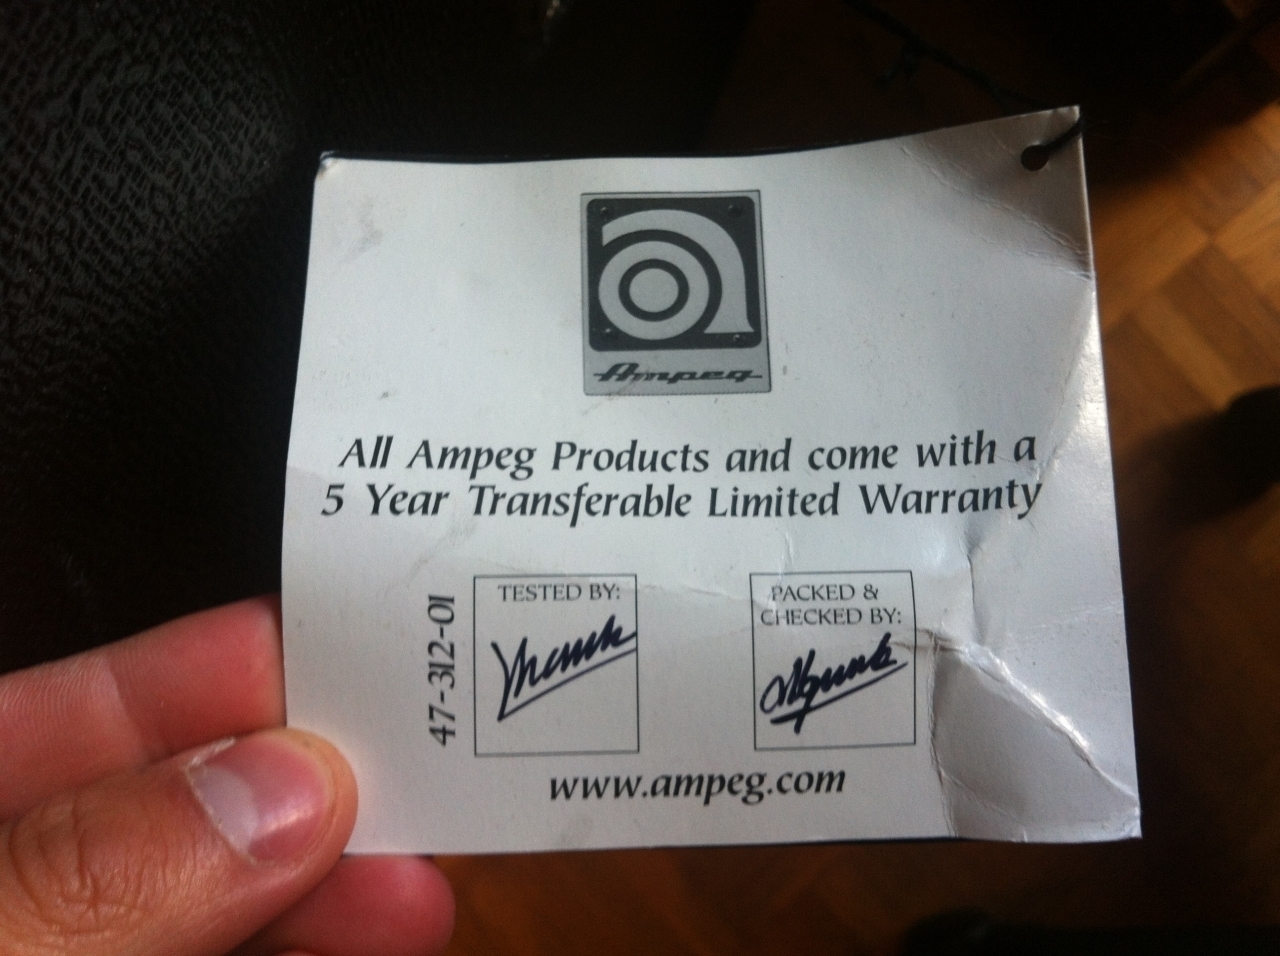 Ampeg
All Ampeg Products and come with a
5 Year Transferable Limited Warranty
47-312-01
TESTED BY:
PACKED &
CHECKED BY:
www.ampeg.com